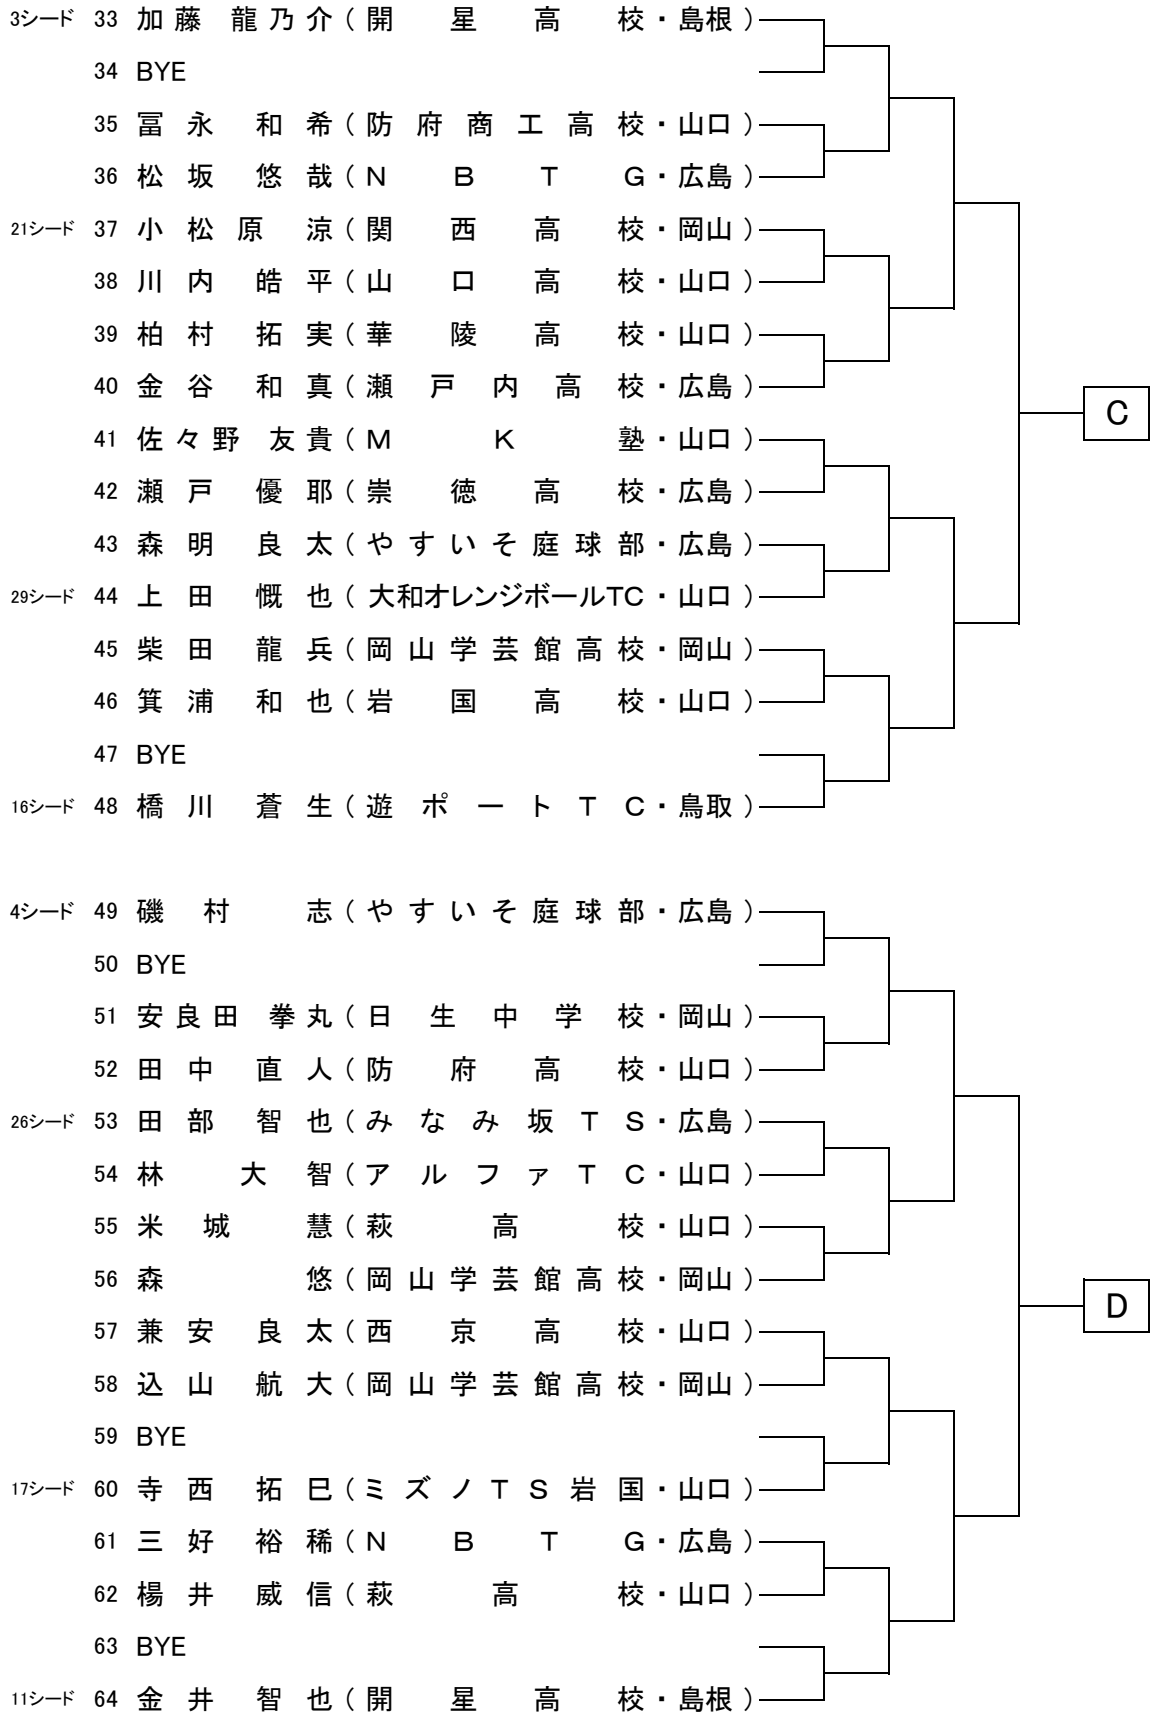 3シード 33 加藤 龍乃介 ( 開星高校・島根 )
34 BYE
35 冨永 和希 ( 防府商工高校・山口 )
36 松坂 悠哉 ( NBTG・広島 )
21シード 37 小松原 涼 ( 関西高校・岡山 )
38 川内 皓平 ( 山口高校・山口 )
39 柏村 拓実 ( 華陵高校・山口 )
40 金谷 和真 ( 瀬戸内高校・広島 )
C
41 佐々野 友貴 ( MK塾・山口 )
42 瀬戸 優耶 ( 崇徳高校・広島 )
43 森明 良太 ( やすいそ庭球部・広島 )
29シード 44 上田 慨也 ( 大和オレンジボールTC・山口 )
45 柴田 龍兵 ( 岡山学芸館高校・岡山 )
46 箕浦 和也 ( 岩国高校・山口 )
47 BYE
16シード 48 橋川 蒼生 ( 遊ポートTC・鳥取 )
4シード 49 磯村 志 ( やすいそ庭球部・広島 )
50 BYE
51 安良田 拳丸 ( 日生中学校・岡山 )
52 田中 直人 ( 防府高校・山口 )
26シード 53 田部 智也 ( みなみ坂TS・広島 )
54 林 大智 ( アルファTC・山口 )
55 米城 慧 ( 萩高校・山口 )
56 森 悠 ( 岡山学芸館高校・岡山 )
D
57 兼安 良太 ( 西京高校・山口 )
58 込山 航大 ( 岡山学芸館高校・岡山 )
59 BYE
17シード 60 寺西 拓巳 ( ミズノTS岩国・山口 )
61 三好 裕稀 ( NBTG・広島 )
62 楊井 威信 ( 萩高校・山口 )
63 BYE
11シード 64 金井 智也 ( 開星高校・島根 )